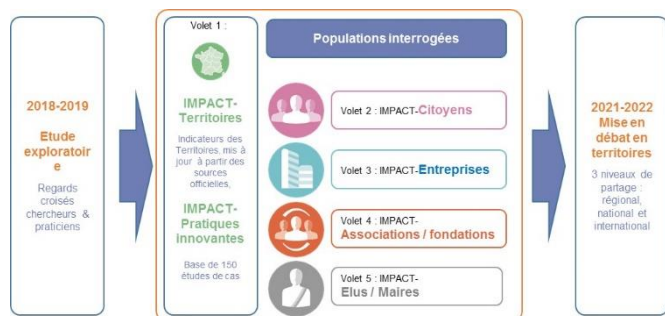 2018-2019
Etude
exploratoir
e
Regards
croisés
chercheurs &
praticiens
Volet 1 :
IMPACT-
Territoires
Indicateurs des
Territoires, mis à
jour à partir des
sources
officielles,
IMPACT-
Pratiques
innovantes
Base de 150
études de cas
Populations interrogées
Volet 2 : IMPACT-Citoyens
Volet 3 : IMPACT-Entreprises
Volet 4 : IMPACT-
Associations / fondations
Volet 5 : IMPACT-
Elus / Maires
2021-2022
Mise en
débat en
territoires
3 niveaux de
partage :
régional,
national et
international